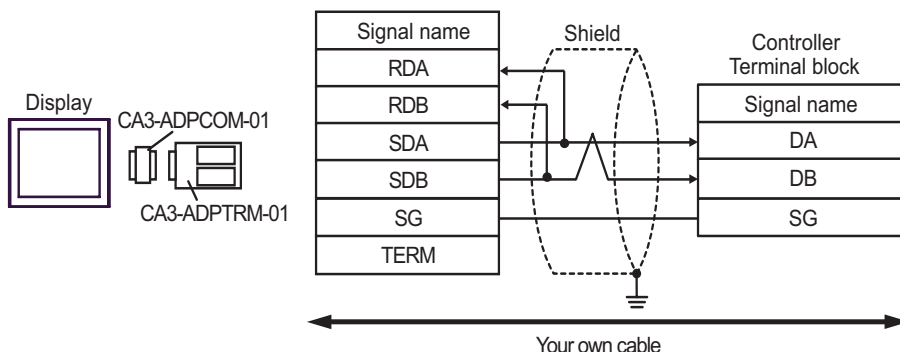 Display
CA3-ADPCOM-01
CA3-ADPTRM-01
Signal name
RDA
RDB
SDA
SDB
SG
TERM
Shield
Controller
Terminal block
Signal name
DA
DB
SG
Your own cable